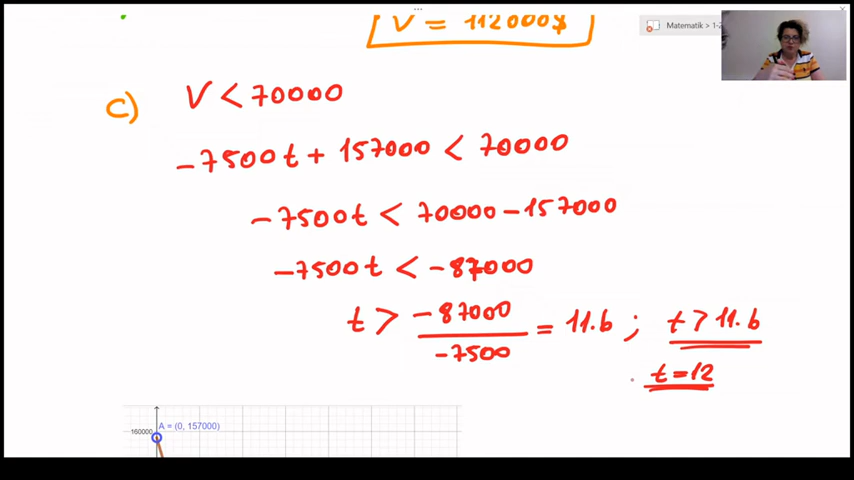 V = 112000$
Matematik > 1-2
c) V < 70000
-7500t + 157000 < 70000
-7500t < 70000 - 157000
-7500t < -87000
t > -87000 / -7500 = 11.6 ; t > 11.6
t = 12
A = (0, 157000)
160000